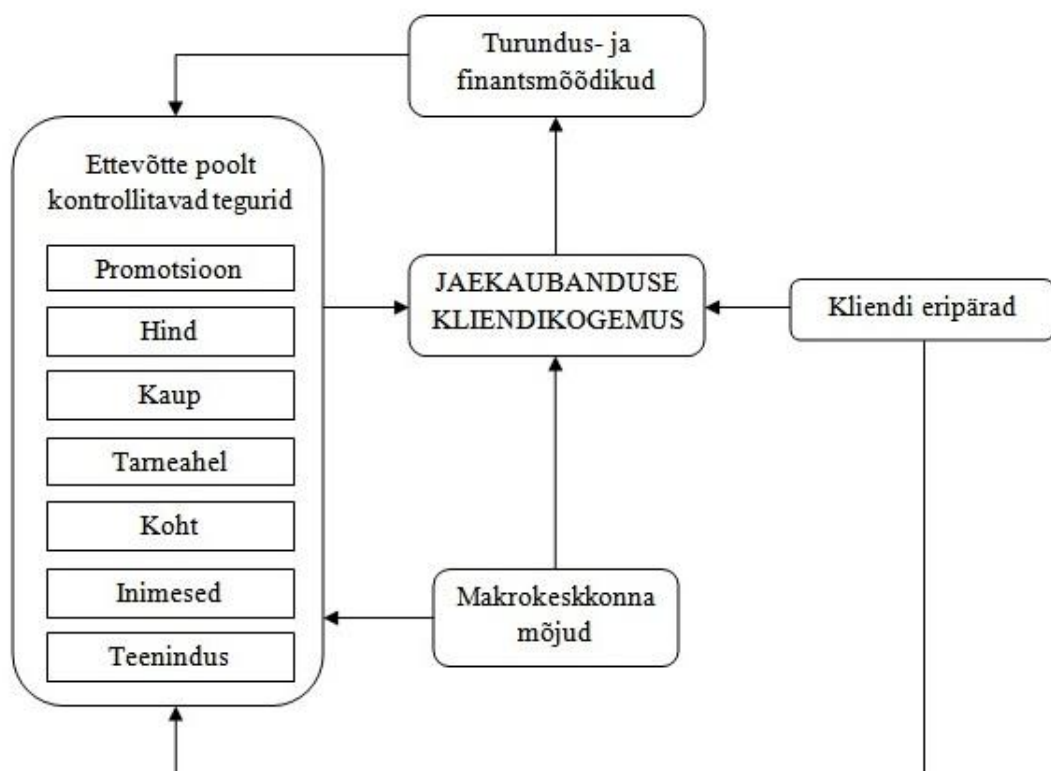 Turundus- ja
finantsmõõdikud
Ettevõtte poolt
kontrollitavad tegurid
Promotsioon
Hind
Kaup
Tarneahel
Koht
Inimesed
Teenindus
JAEKAUBANDUSE
KLIENDIKOGEMUS
Kliendi eripärad
Makrokeskkonna
mõjud